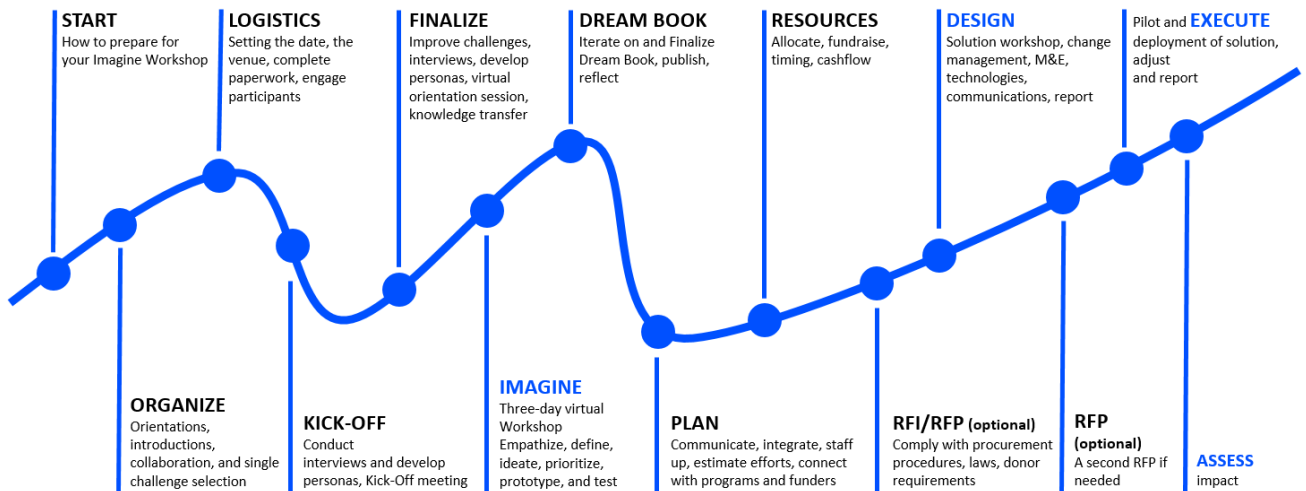 START
How to prepare for
your Imagine Workshop
LOGISTICS
Setting the date, the
venue, complete
paperwork, engage
participants
FINALIZE
Improve challenges,
interviews, develop
personas, virtual
orientation session,
knowledge transfer
DREAM BOOK
Iterate on and Finalize
Dream Book, publish,
reflect
RESOURCES
Allocate, fundraise,
timing, cashflow
DESIGN
Solution workshop, change
management, M&E,
technologies,
communications, report
Pilot and EXECUTE
deployment of solution,
adjust
and report
ORGANIZE
Orientations,
introductions,
collaboration, and single
challenge selection
KICK-OFF
Conduct
interviews and develop
personas, Kick-Off meeting
IMAGINE
Three-day virtual
Workshop
Empathize, define,
ideate, prioritize,
prototype, and test
PLAN
Communicate, integrate, staff
up, estimate efforts, connect
with programs and funders
RFI/RFP (optional)
Comply with procurement
procedures, laws, donor
requirements
RFP
(optional)
A second RFP if
needed
ASSESS
impact